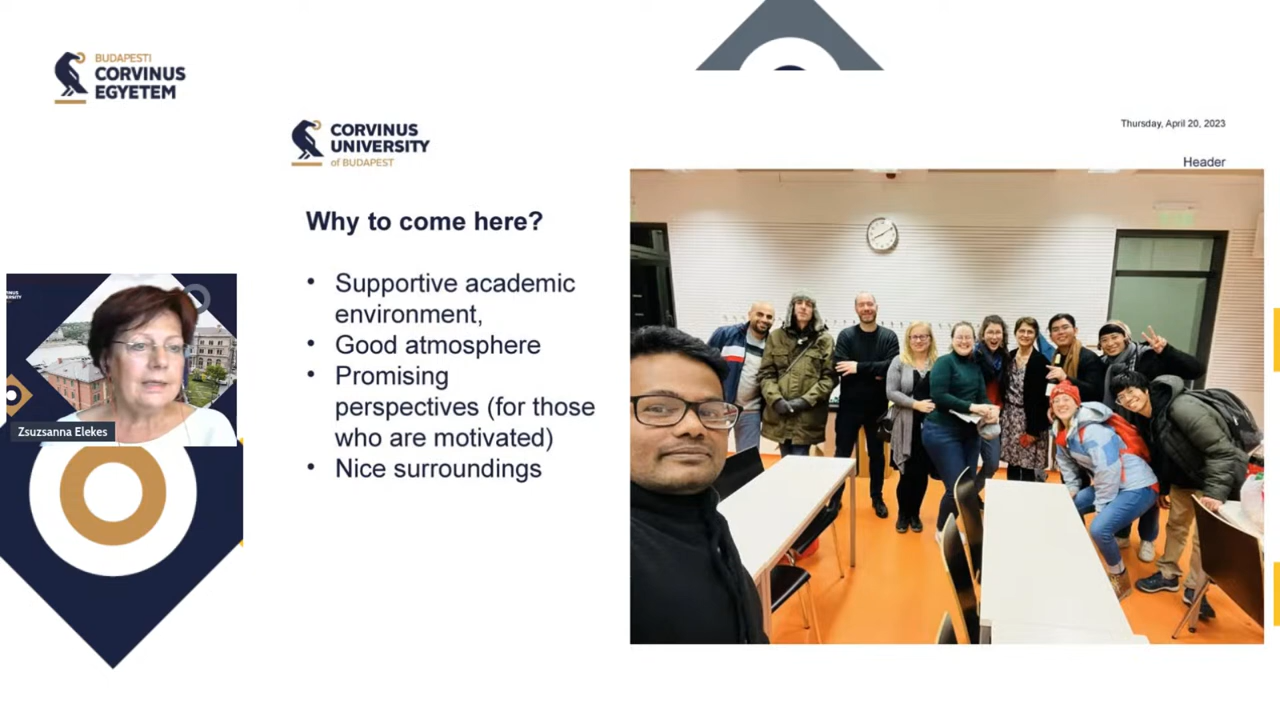 BUDAPESTI
CORVINUS
EGYETEM
CORVINUS
UNIVERSITY
of BUDAPEST
Thursday, April 20, 2023
Header
Why to come here?
• Supportive academic
environment,
• Good atmosphere
• Promising
perspectives (for those
who are motivated)
• Nice surroundings
Zsuzsanna Elekes